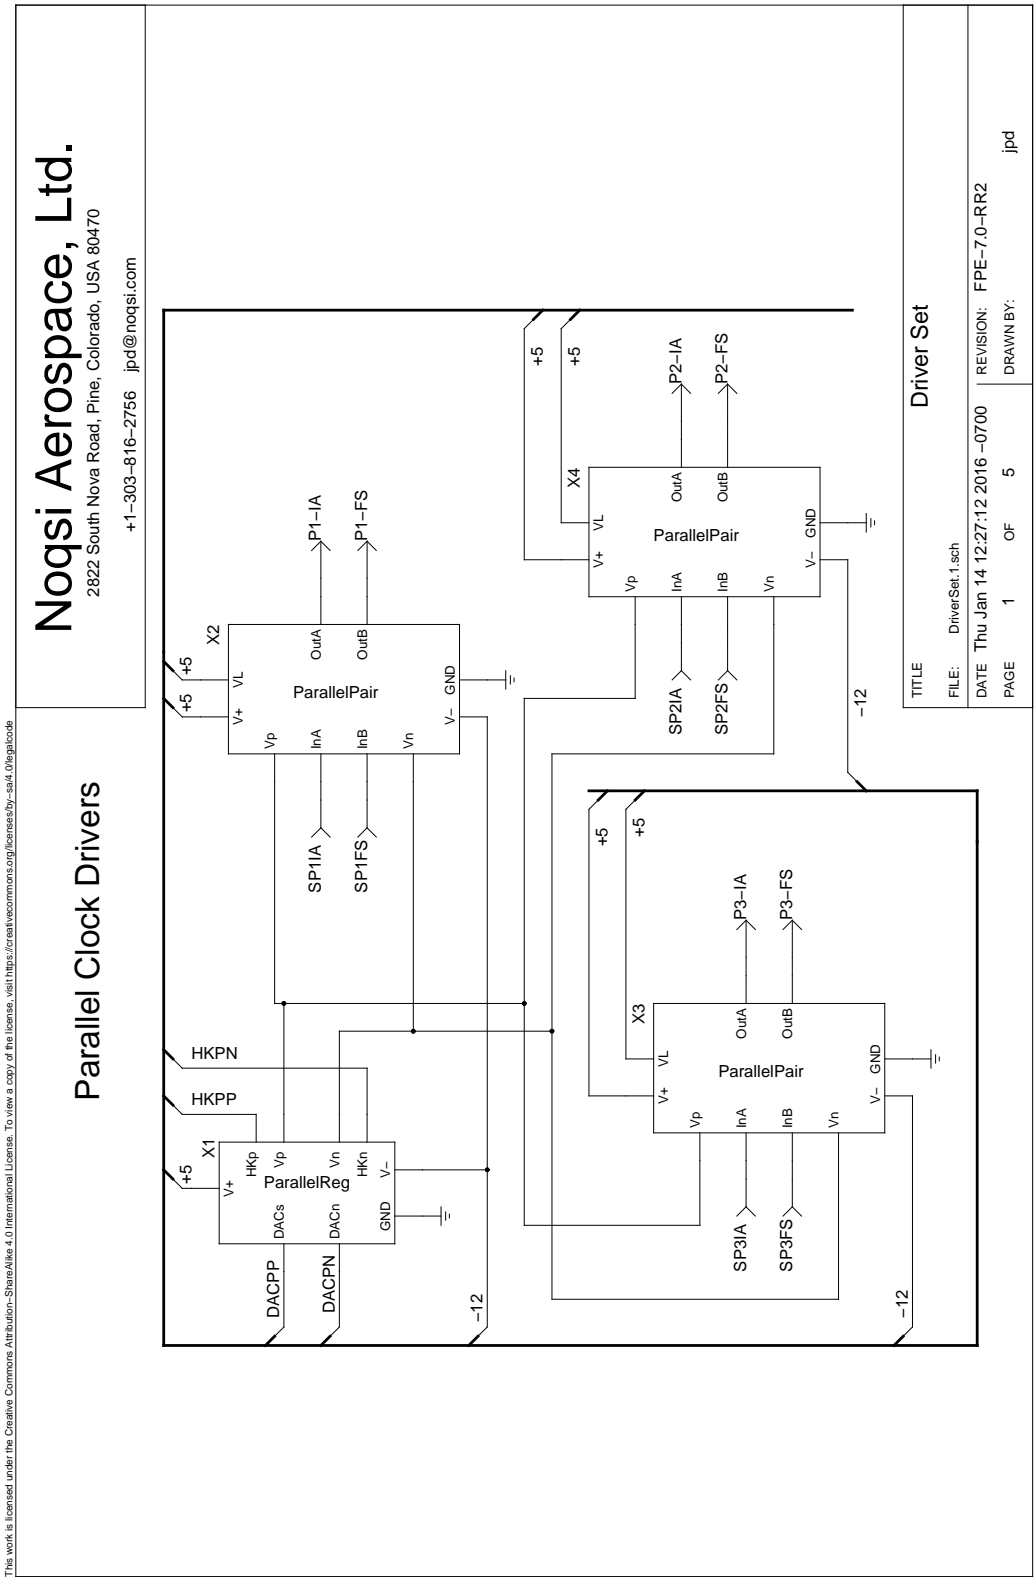 This work is licensed under the Creative Commons Attribution–ShareAlike 4.0 International License. To view a copy of the license, visit https://creativecommons.org/licenses/by–sa/4.0/legalcode
Noqsi Aerospace, Ltd.
2822 South Nova Road, Pine, Colorado, USA 80470
+1–303–816–2756 jpd@noqsi.com
Parallel Clock Drivers
X1
ParallelReg
V+
HKp
Vp
Vn
HKn
V–
GND
DACs
DACn
+5
HKPP
HKPN
DACPP
DACPN
–12
X2
ParallelPair
V+
VL
Vp
InA
InB
Vn
OutA
OutB
V–
GND
+5
+5
SP1IA
SP1FS
P1–IA
P1–FS
X3
ParallelPair
V+
VL
Vp
InA
InB
Vn
OutA
OutB
V–
GND
+5
+5
SP3IA
SP3FS
P3–IA
P3–FS
–12
X4
ParallelPair
V+
VL
Vp
InA
InB
Vn
OutA
OutB
V–
GND
+5
+5
SP2IA
SP2FS
P2–IA
P2–FS
–12
TITLE
Driver Set
FILE: DriverSet.1.sch
REVISION: FPE–7.0–RR2
DATE Thu Jan 14 12:27:12 2016 –0700
PAGE 1 OF 5
DRAWN BY: jpd